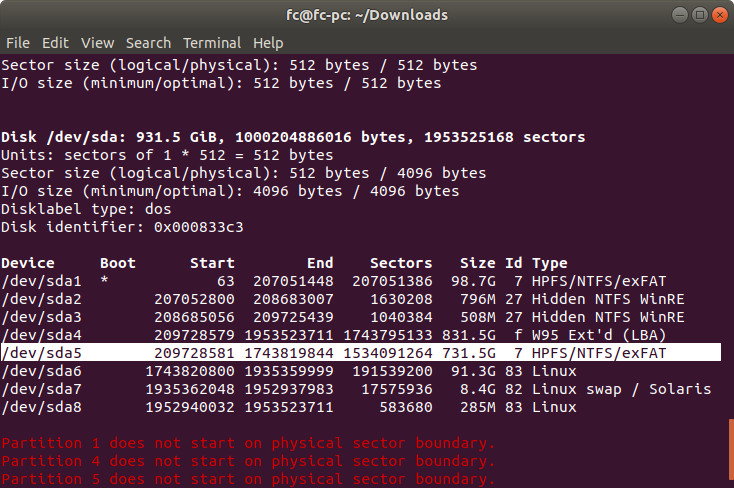 fc@fc-pc: ~/Downloads
File Edit View Search Terminal Help
Sector size (logical/physical): 512 bytes / 512 bytes
I/O size (minimum/optimal): 512 bytes / 512 bytes
Disk /dev/sda: 931.5 GiB, 1000204886016 bytes, 1953525168 sectors
Units: sectors of 1 * 512 = 512 bytes
Sector size (logical/physical): 512 bytes / 4096 bytes
I/O size (minimum/optimal): 4096 bytes / 4096 bytes
Disklabel type: dos
Disk identifier: 0x000833c3
Device     Boot      Start        End    Sectors   Size Id Type
/dev/sda1  *            63  207051448  207051386  98.7G  7 HPFS/NTFS/exFAT
/dev/sda2        207052800  208683007    1630208   796M 27 Hidden NTFS WinRE
/dev/sda3        208685056  209725439    1040384   508M 27 Hidden NTFS WinRE
/dev/sda4        209728579 1953523711 1743795133 831.5G  f W95 Ext'd (LBA)
/dev/sda5        209728581 1743819844 1534091264 731.5G  7 HPFS/NTFS/exFAT
/dev/sda6       1743820800 1935359999  191539200  91.3G 83 Linux
/dev/sda7       1935362048 1952937983   17575936   8.4G 82 Linux swap / Solaris
/dev/sda8       1952940032 1953523711     583680   285M 83 Linux
Partition 1 does not start on physical sector boundary.
Partition 4 does not start on physical sector boundary.
Partition 5 does not start on physical sector boundary.